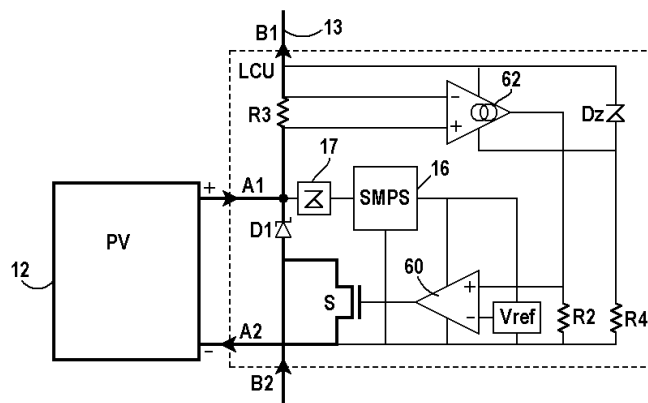 B1
13
LCU
62
-
R3
+
Dz
17
16
+
A1
SMPS
D1
PV
12
60
+
S
-
Vref
R2
R4
A2
-
B2